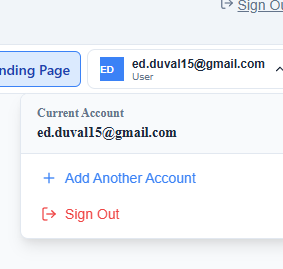 Sign Ou
nding Page
ED
ed.duval15@gmail.com
User
Current Account
ed.duval15@gmail.com
Add Another Account
Sign Out